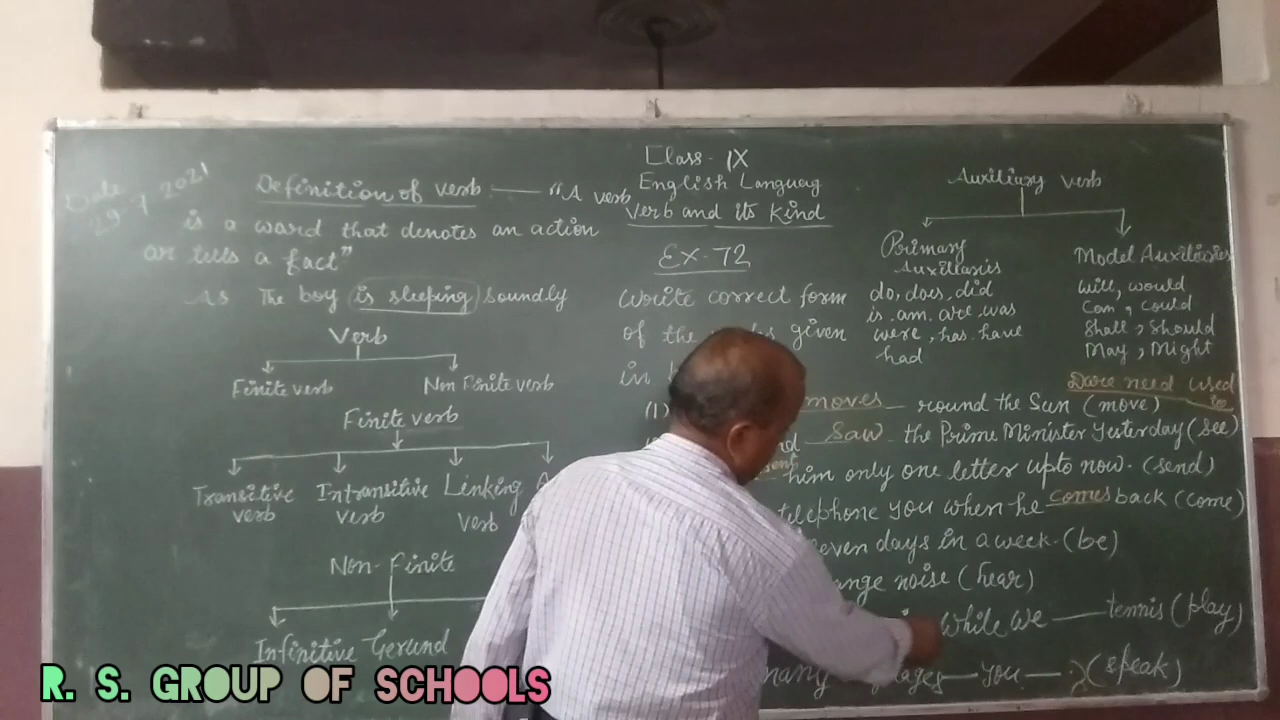 Date 29-7-2021
Class-IX
English Languag
Verb and its Kind
Definition of verb:— "A verb
is a word that denotes an action
or tells a fact"
As The boy is sleeping soundly
Verb
Finite verb Non Finite verb
Finite verb
Transitive verb
Intransitive verb
Linking verb
Non-Finite
Infinitive Gerund
EX-72
Write correct form
of the given
in
Auxiliary verb
Primary
Auxiliaris
do, does, did
is. am. are. was
were, has. have
had
Model Auxiliaries
will, would
Can, Could
Shall, Should
May, Might
Dare need used
to
(1) moves round the Sun (move)
Saw the Prime Minister Yesterday (see)
sent him only one letter upto now. (send)
telephone you when he comes back (come)
seven days in a week. (be)
noise (hear)
While we — tennis (play)
— you — ? (speak)
R. S. GROUP OF SCHOOLS